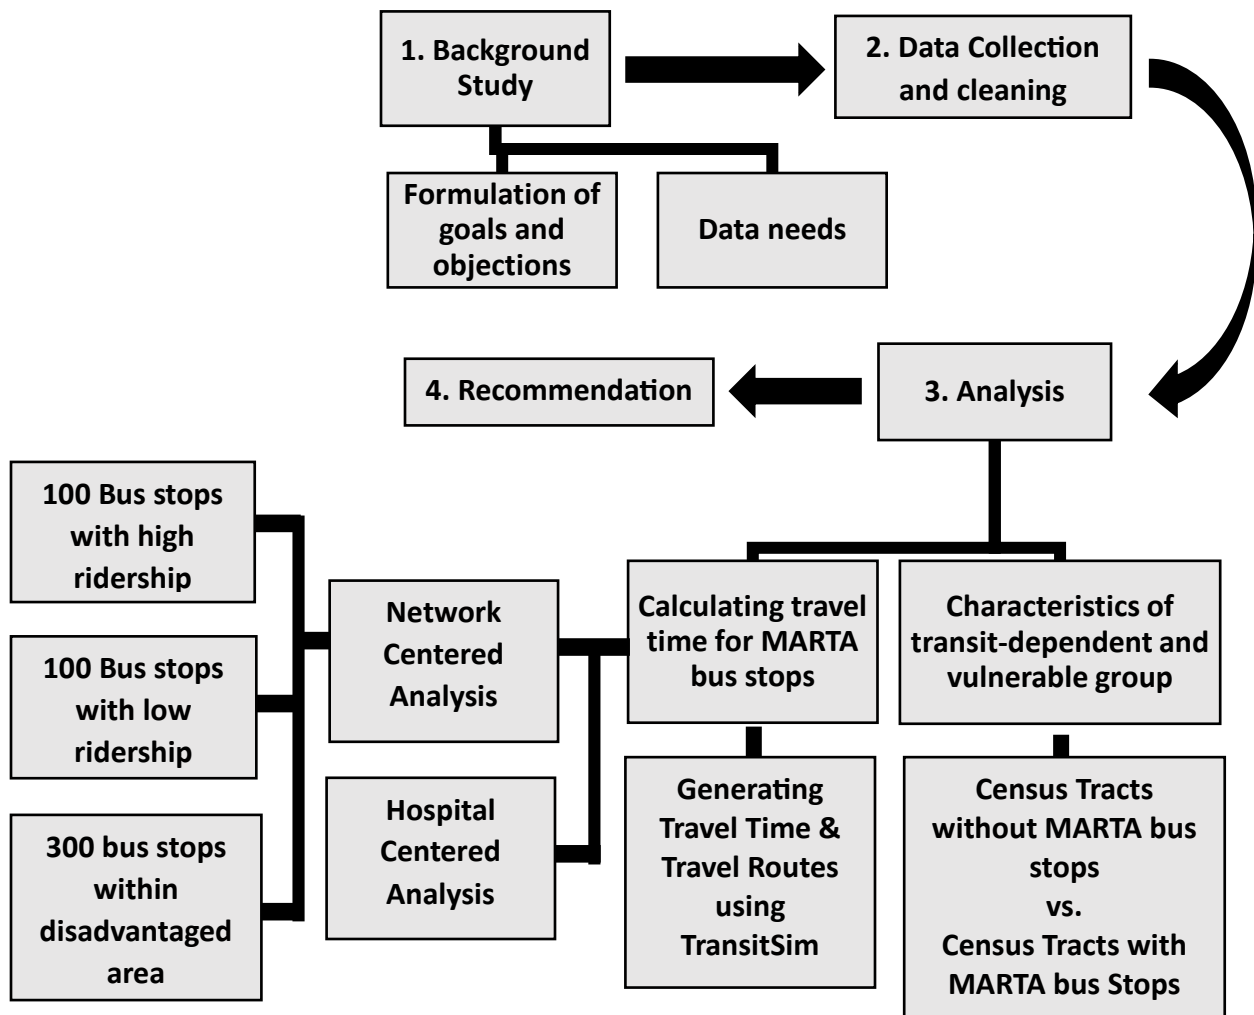 1. Background
Study
2. Data Collection
and cleaning
Formulation of
goals and
objections
Data needs
4. Recommendation
3. Analysis
100 Bus stops
with high
ridership
100 Bus stops
with low
ridership
300 bus stops
within
disadvantaged
area
Network
Centered
Analysis
Hospital
Centered
Analysis
Calculating travel
time for MARTA
bus stops
Characteristics of
transit-dependent and
vulnerable group
Generating
Travel Time &
Travel Routes
using
TransitSim
Census Tracts
without MARTA bus
stops
vs.
Census Tracts with
MARTA bus Stops